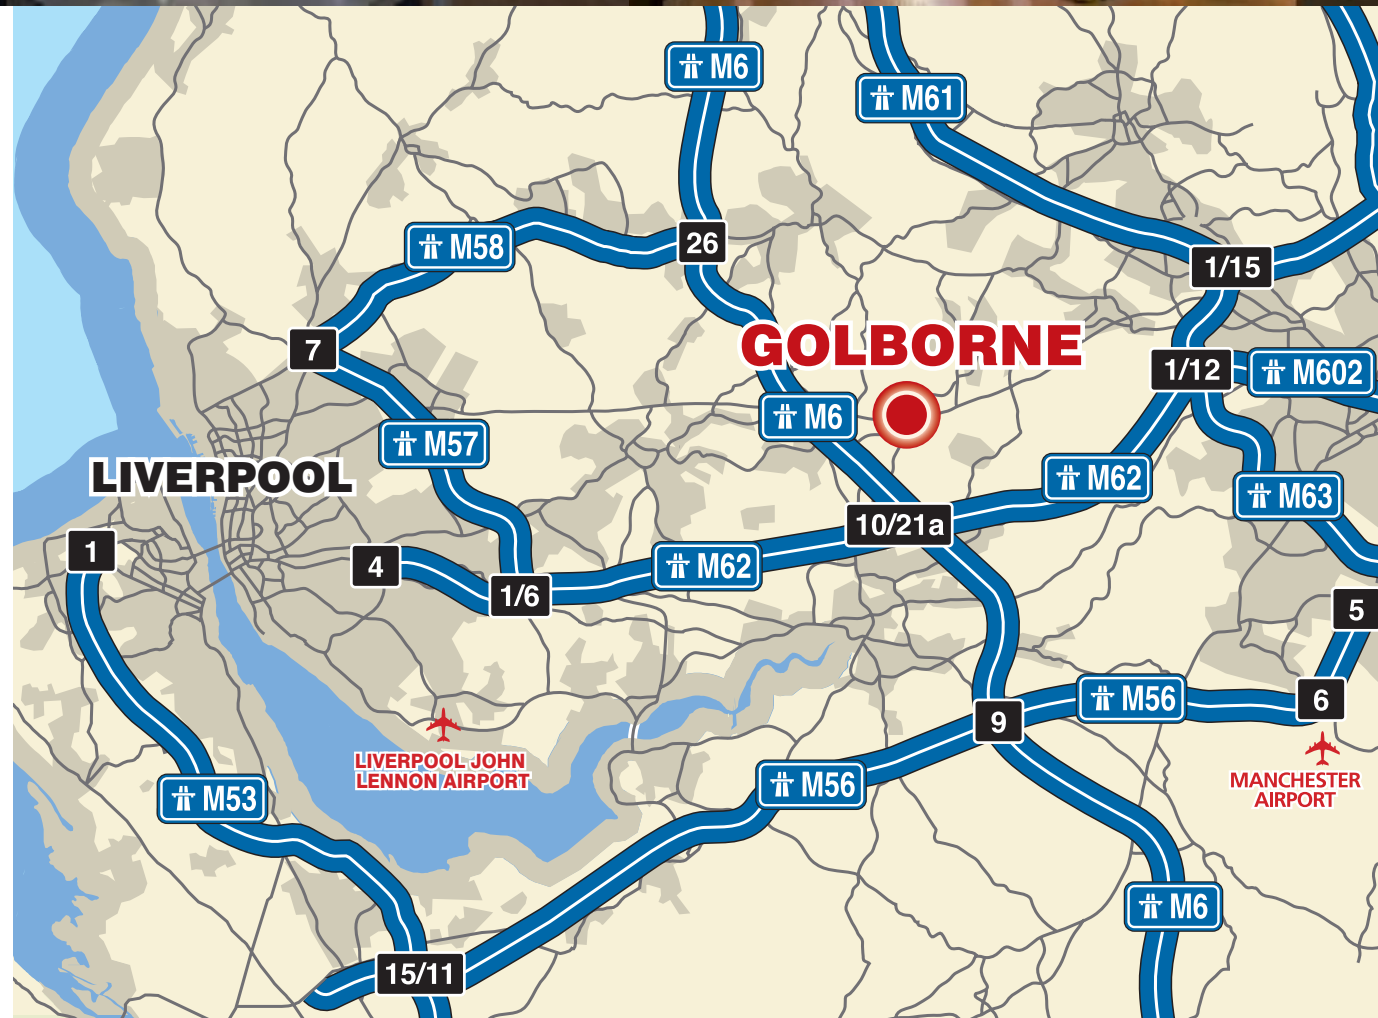 M6
M61
M58
26
1/15
GOLBORNE
7
1/12
M602
M6
M57
LIVERPOOL
M62
M63
10/21a
1
4
M62
1/6
5
M56
6
9
LIVERPOOL JOHN
LENNON AIRPORT
M56
MANCHESTER
AIRPORT
M53
M6
15/11